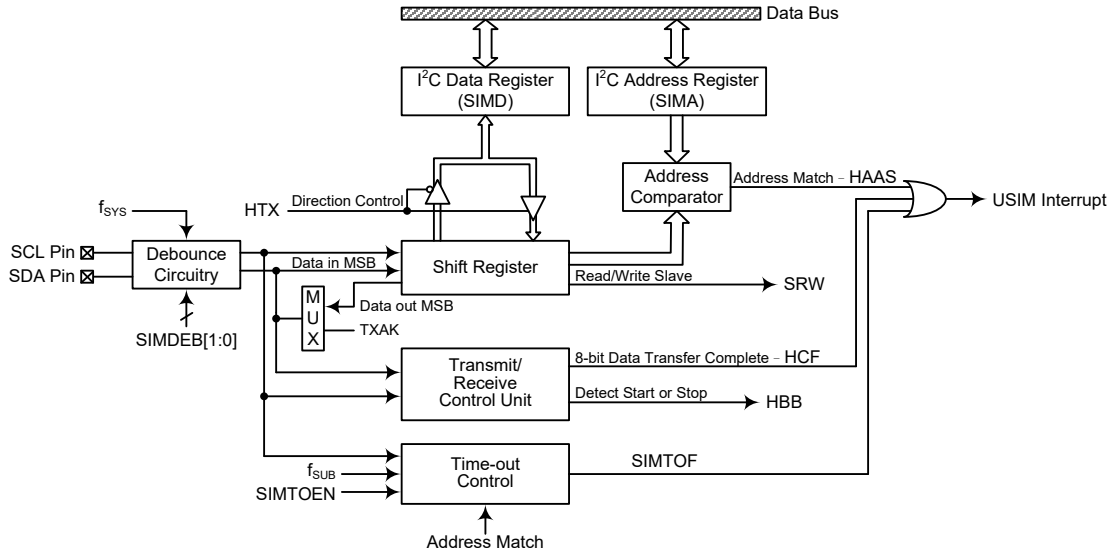 Data Bus
I²C Data Register
(SIMD)
I²C Address Register
(SIMA)
Address
Comparator
Address Match - HAAS
USIM Interrupt
HTX
Direction Control
fSYS
SCL Pin
SDA Pin
Debounce
Circuitry
SIMDEB[1:0]
Data in MSB
Shift Register
Read/Write Slave
SRW
M
U
X
Data out MSB
TXAK
Transmit/
Receive
Control Unit
8-bit Data Transfer Complete - HCF
Detect Start or Stop
HBB
Time-out
Control
SIMTOF
fSUB
SIMTOEN
Address Match